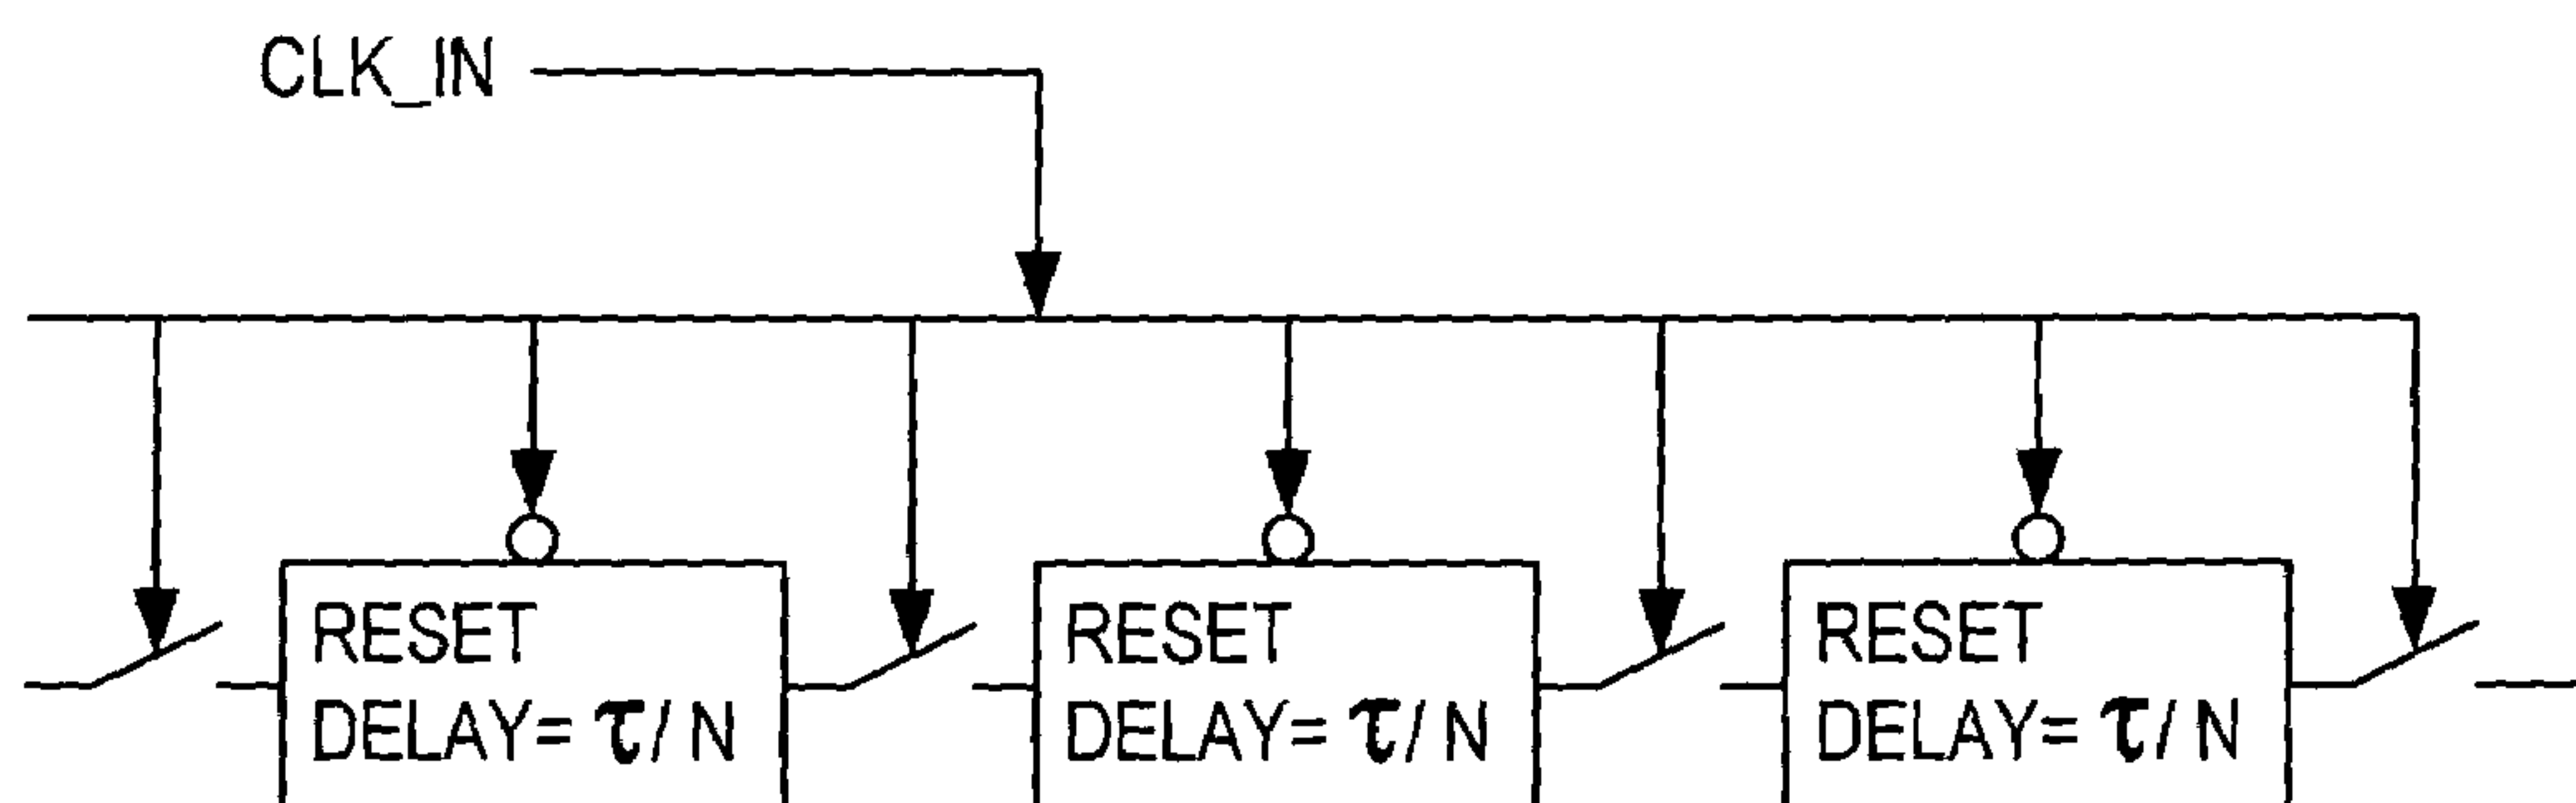 CLK_IN
RESET
DELAY= τ/N
RESET
DELAY= τ/N
RESET
DELAY= τ/N